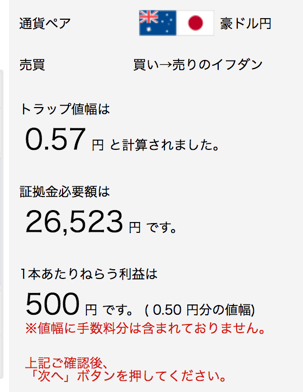 通貨ペア 豪ドル円
売買 買い→売りのイフダン
トラップ値幅は
0.57 円 と計算されました。
証拠金必要額は
26,523 円 です。
1本あたりねらう利益は
500 円 です。 ( 0.50 円分の値幅)
※値幅に手数料分は含まれておりません。
上記ご確認後、
「次へ」ボタンを押してください。